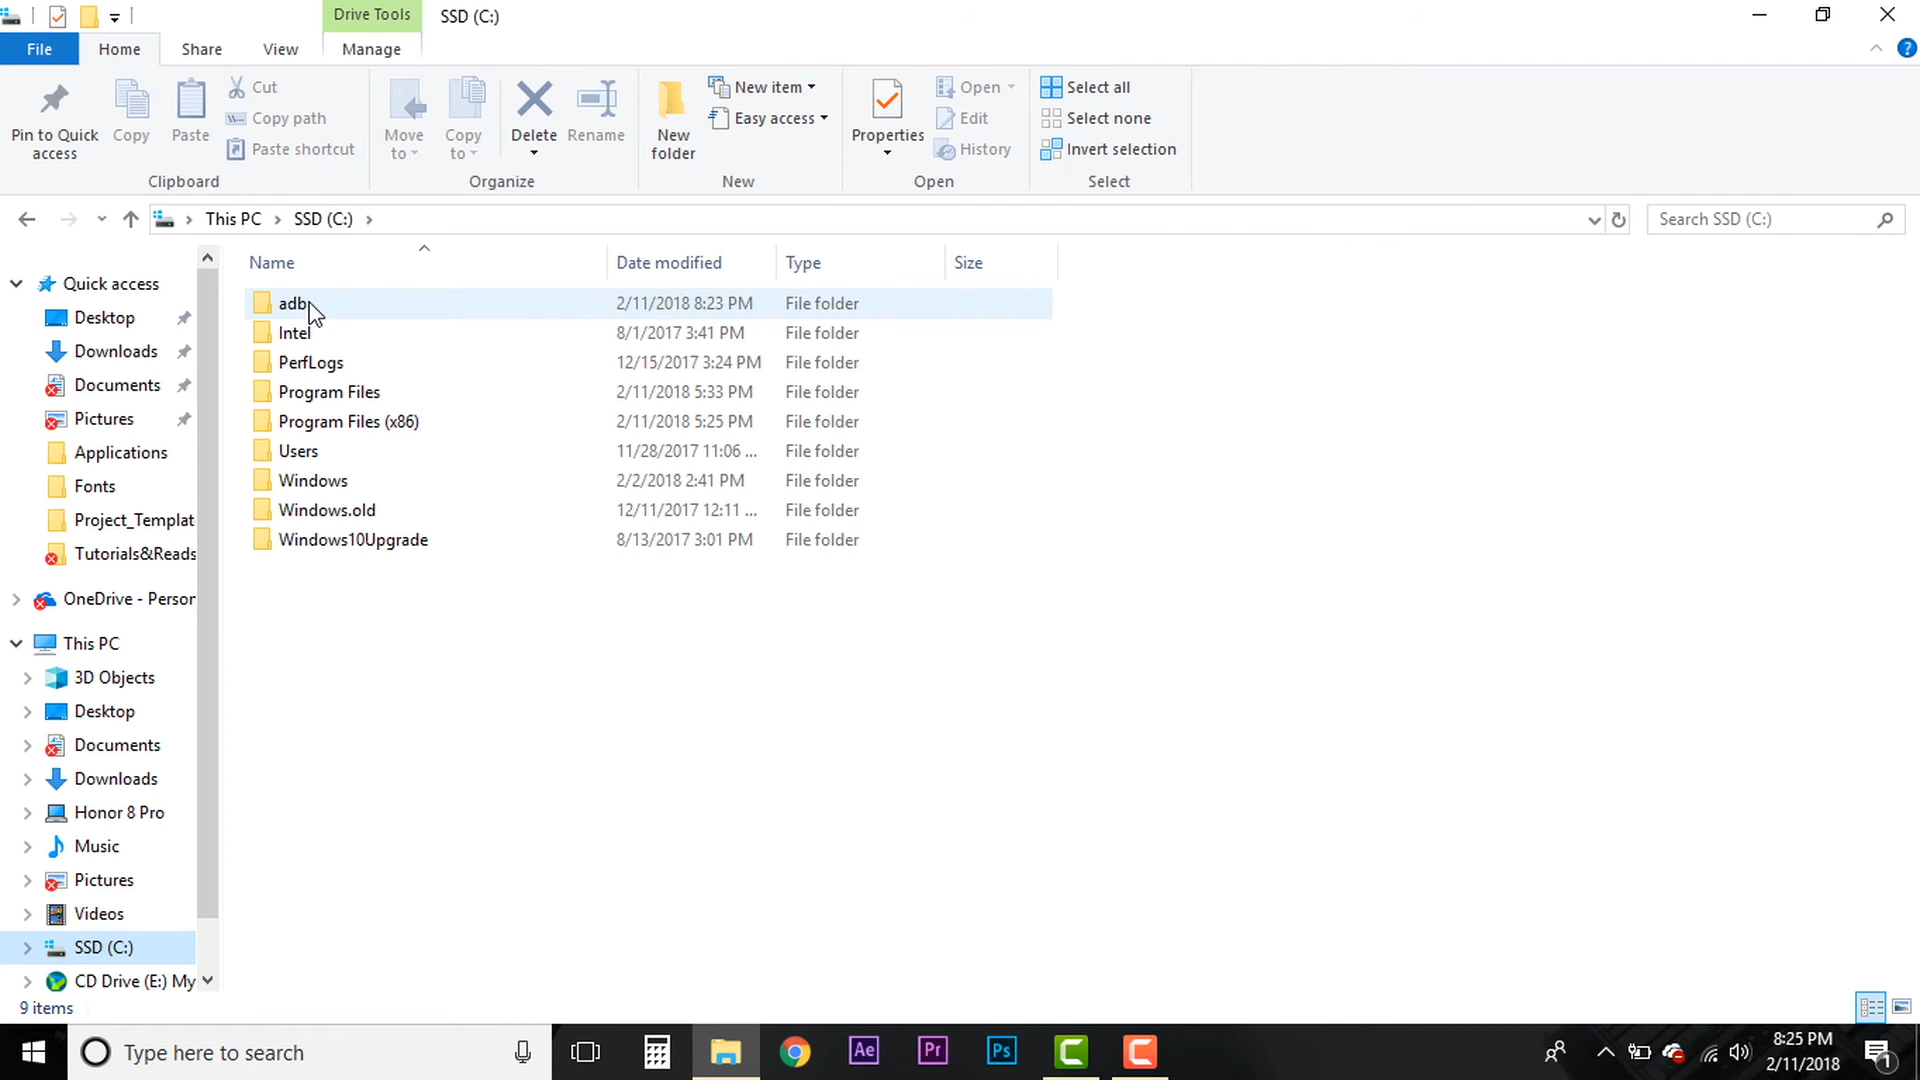 Drive Tools
SSD (C:)
File
Home
Share
View
Manage
Pin to Quick access
Copy
Paste
Cut
Copy path
Paste shortcut
Clipboard
Move to
Copy to
Delete
Rename
Organize
New folder
New item
Easy access
New
Properties
Open
Edit
History
Open
Select all
Select none
Invert selection
Select
This PC > SSD (C:) >
Search SSD (C:)
Name Date modified Type Size
adb 2/11/2018 8:23 PM File folder
Intel 8/1/2017 3:41 PM File folder
PerfLogs 12/15/2017 3:24 PM File folder
Program Files 2/11/2018 5:33 PM File folder
Program Files (x86) 2/11/2018 5:25 PM File folder
Users 11/28/2017 11:06 ... File folder
Windows 2/2/2018 2:41 PM File folder
Windows.old 12/11/2017 12:11 ... File folder
Windows10Upgrade 8/13/2017 3:01 PM File folder
Quick access
Desktop
Downloads
Documents
Pictures
Applications
Fonts
Project_Templat
Tutorials&Reads
OneDrive - Person
This PC
3D Objects
Desktop
Documents
Downloads
Honor 8 Pro
Music
Pictures
Videos
SSD (C:)
CD Drive (E:) My
9 items
Type here to search
Ae
Pr
Ps
8:25 PM
2/11/2018
1